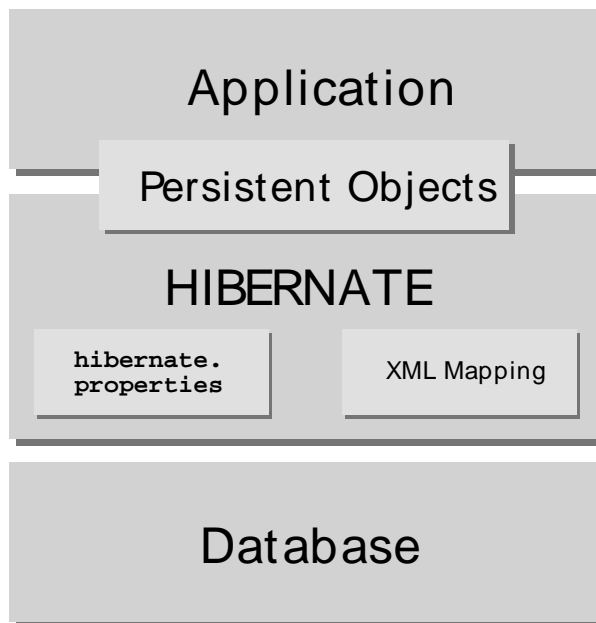 Application
Persistent Objects
HIBERNATE
hibernate.
properties
XML Mapping
Database